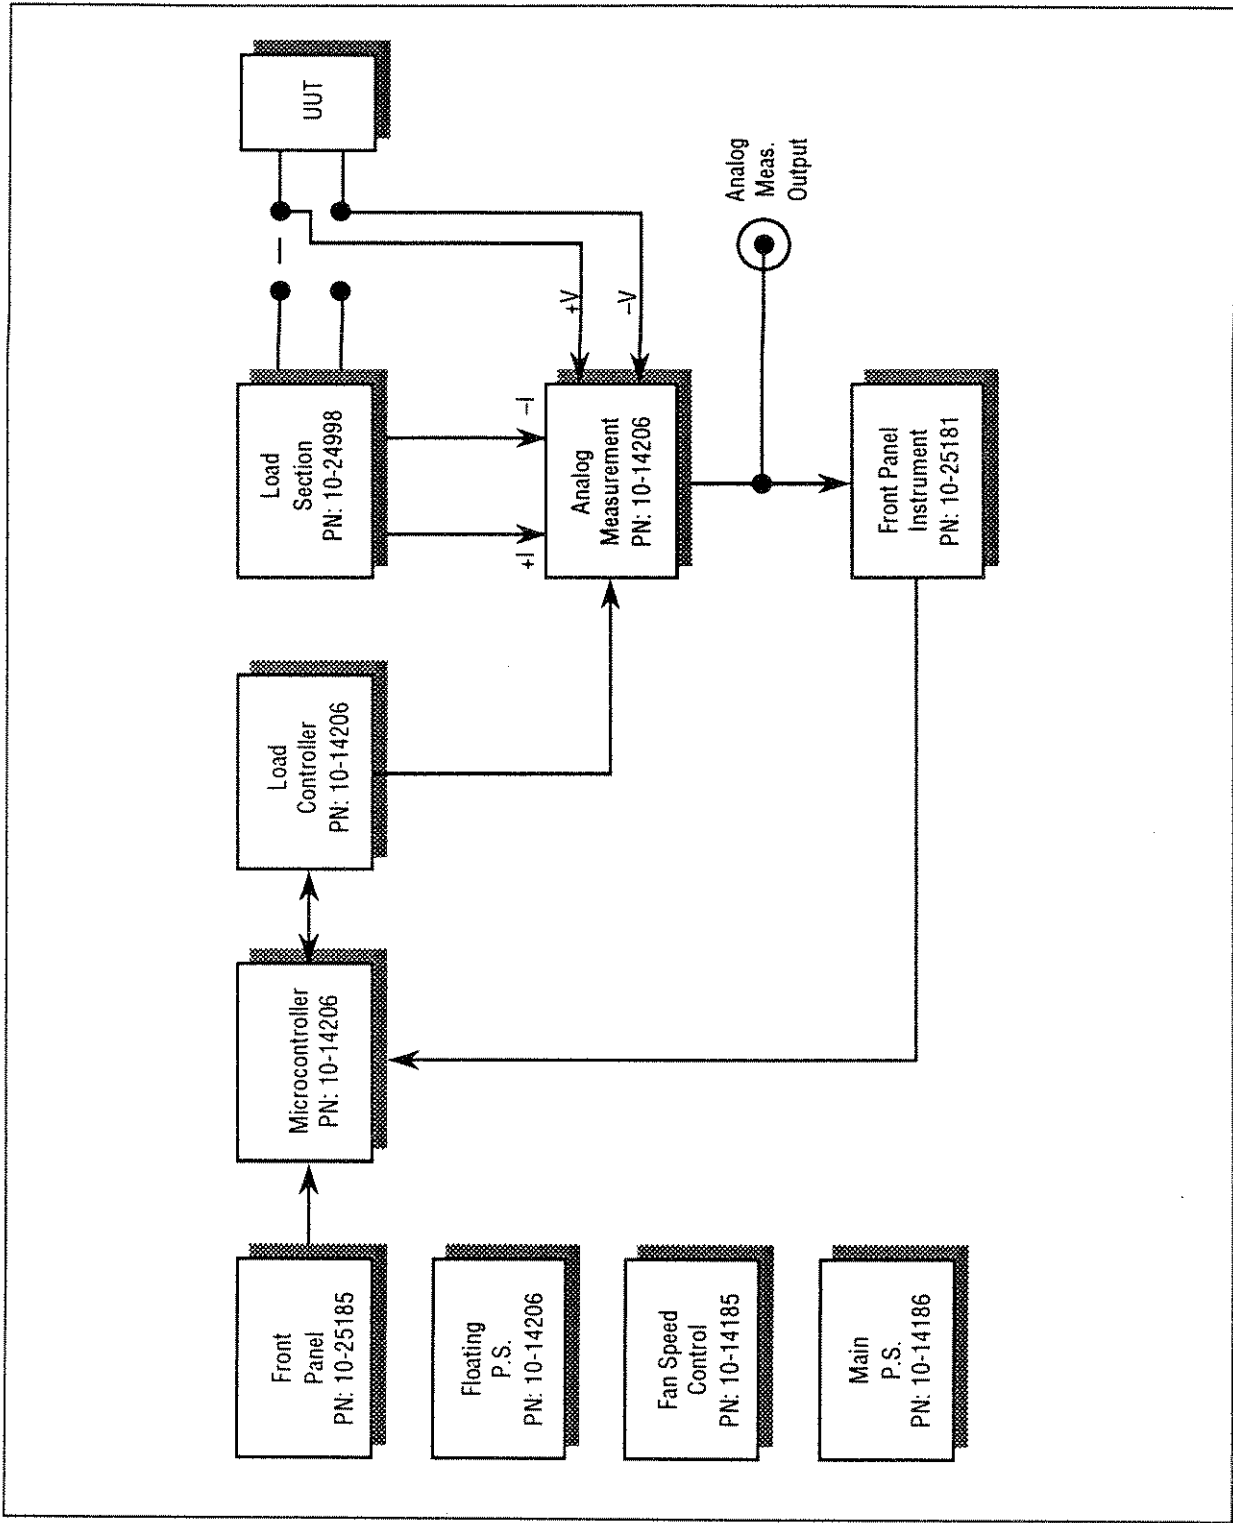 Front
Panel
PN: 10-25185
Microcontroller
PN: 10-14206
Load
Controller
PN: 10-14206
Load
Section
PN: 10-24998
UUT
Floating
P.S.
PN: 10-14206
+I
–I
+V
–V
Analog
Measurement
PN: 10-14206
Fan Speed
Control
PN: 10-14185
Analog
Meas.
Output
Main
P.S.
PN: 10-14186
Front Panel
Instrument
PN: 10-25181